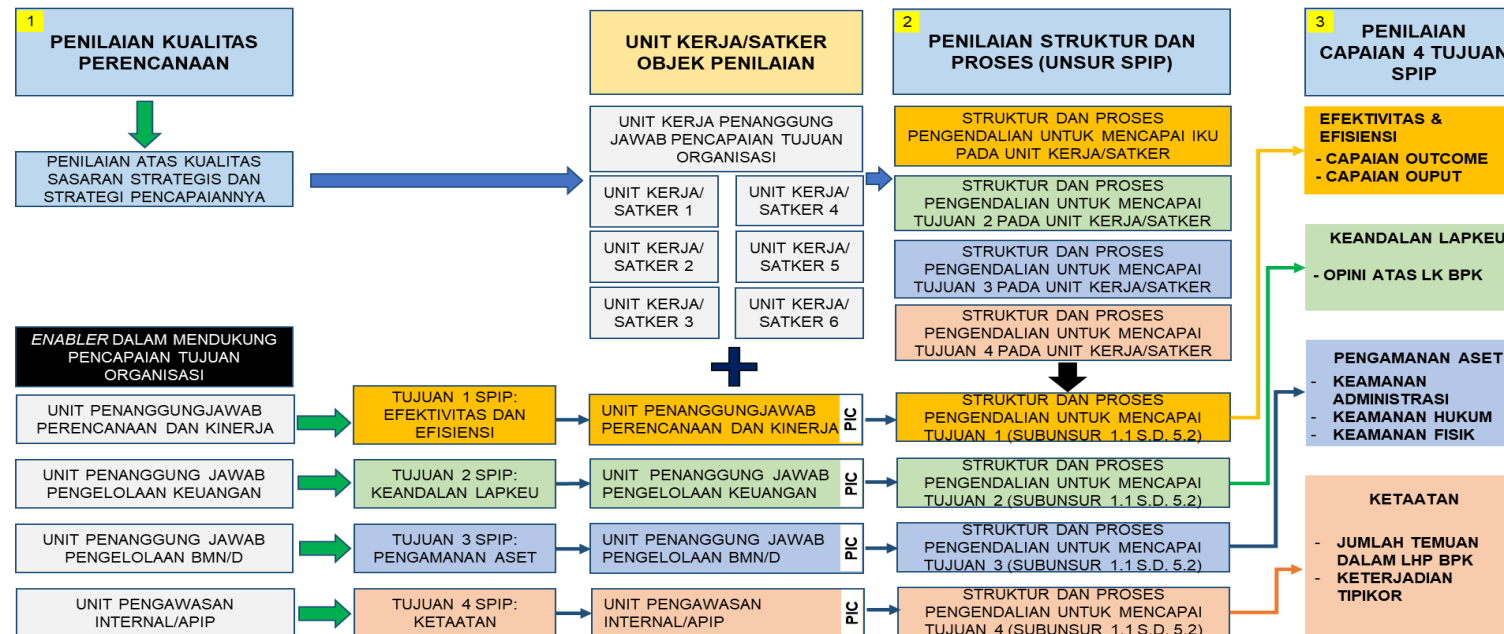 1
PENILAIAN KUALITAS
PERENCANAAN
PENILAIAN ATAS KUALITAS
SASARAN STRATEGIS DAN
STRATEGI PENCAPAIANNYA
UNIT KERJA/SATKER
OBJEK PENILAIAN
UNIT KERJA PENANGGUNG
JAWAB PENCAPAIAN TUJUAN
ORGANISASI
UNIT KERJA/
SATKER 1
UNIT KERJA/
SATKER 4
UNIT KERJA/
SATKER 2
UNIT KERJA/
SATKER 5
UNIT KERJA/
SATKER 3
UNIT KERJA/
SATKER 6
2
PENILAIAN STRUKTUR DAN
PROSES (UNSUR SPIP)
STRUKTUR DAN PROSES
PENGENDALIAN UNTUK MENCAPAI IKU
PADA UNIT KERJA/SATKER
STRUKTUR DAN PROSES
PENGENDALIAN UNTUK MENCAPAI
TUJUAN 2 PADA UNIT KERJA/SATKER
STRUKTUR DAN PROSES
PENGENDALIAN UNTUK MENCAPAI
TUJUAN 3 PADA UNIT KERJA/SATKER
STRUKTUR DAN PROSES
PENGENDALIAN UNTUK MENCAPAI
TUJUAN 4 PADA UNIT KERJA/SATKER
3
PENILAIAN
CAPAIAN 4 TUJUAN
SPIP
EFEKTIVITAS &
EFISIENSI
- CAPAIAN OUTCOME
- CAPAIAN OUPUT
KEANDALAN LAPKEU
- OPINI ATAS LK BPK
PENGAMANAN ASET
- KEAMANAN
ADMINISTRASI
- KEAMANAN HUKUM
- KEAMANAN FISIK
KETAATAN
- JUMLAH TEMUAN
DALAM LHP BPK
- KETERJADIAN
TIPIKOR
ENABLER DALAM MENDUKUNG
PENCAPAIAN TUJUAN
ORGANISASI
UNIT PENANGGUNGJAWAB
PERENCANAAN DAN KINERJA
TUJUAN 1 SPIP:
EFEKTIVITAS DAN
EFISIENSI
UNIT PENANGGUNGJAWAB
PERENCANAAN DAN KINERJA
PIC
STRUKTUR DAN PROSES
PENGENDALIAN UNTUK MENCAPAI
TUJUAN 1 (SUBUNSUR 1.1 S.D. 5.2)
UNIT PENANGGUNG JAWAB
PENGELOLAAN KEUANGAN
TUJUAN 2 SPIP:
KEANDALAN LAPKEU
UNIT PENANGGUNG JAWAB
PENGELOLAAN KEUANGAN
PIC
STRUKTUR DAN PROSES
PENGENDALIAN UNTUK MENCAPAI
TUJUAN 2 (SUBUNSUR 1.1 S.D. 5.2)
UNIT PENANGGUNG JAWAB
PENGELOLAAN BMN/D
TUJUAN 3 SPIP:
PENGAMANAN ASET
UNIT PENANGGUNG JAWAB
PENGELOLAAN BMN/D
PIC
STRUKTUR DAN PROSES
PENGENDALIAN UNTUK MENCAPAI
TUJUAN 3 (SUBUNSUR 1.1 S.D. 5.2)
UNIT PENGAWASAN
INTERNAL/APIP
TUJUAN 4 SPIP:
KETAATAN
UNIT PENGAWASAN
INTERNAL/APIP
PIC
STRUKTUR DAN PROSES
PENGENDALIAN UNTUK MENCAPAI
TUJUAN 4 (SUBUNSUR 1.1 S.D. 5.2)